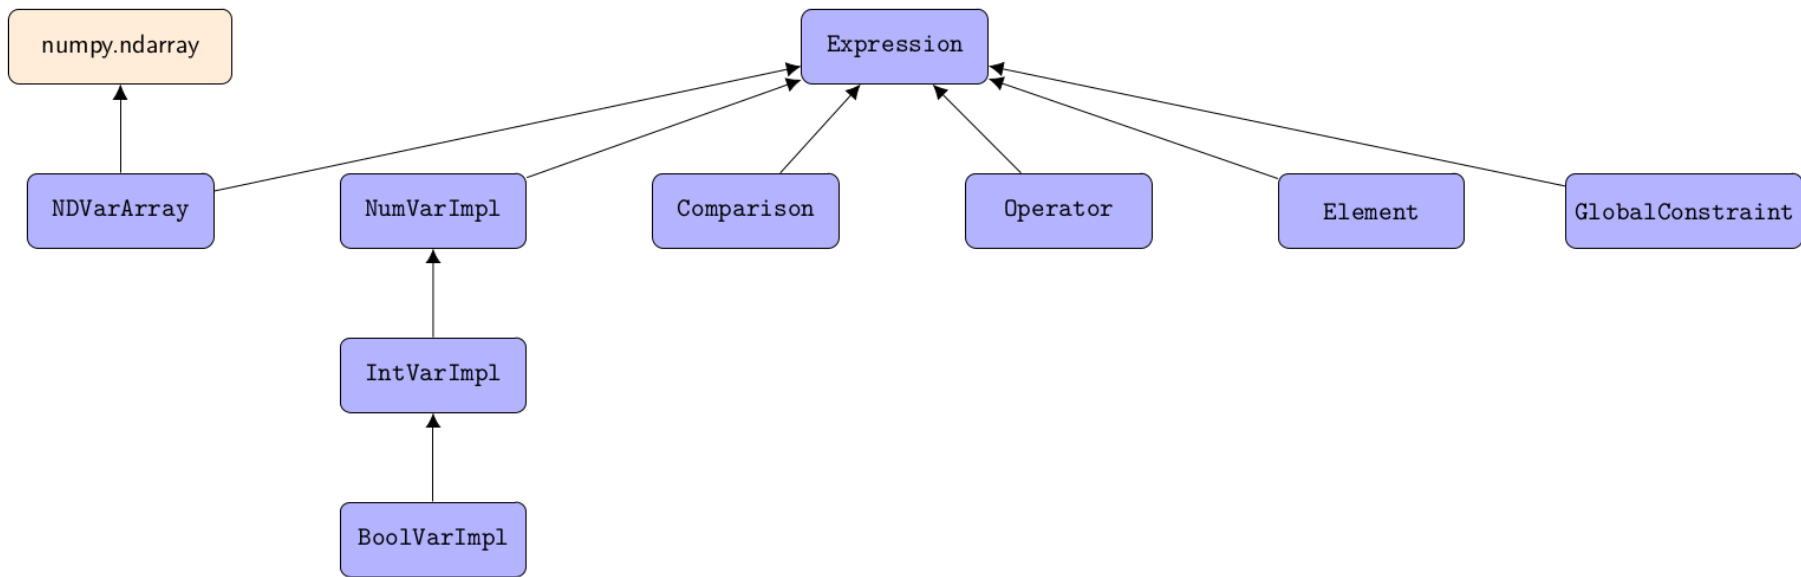 numpy.ndarray
Expression
NDVarArray
NumVarImpl
Comparison
Operator
Element
GlobalConstraint
IntVarImpl
BoolVarImpl